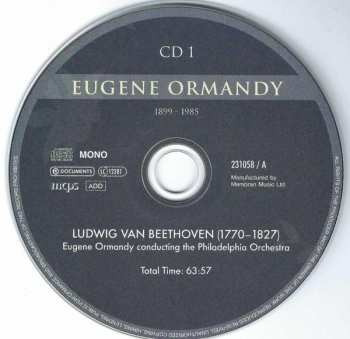 CD 1
EUGENE ORMANDY
1899 - 1985
MONO
DOCUMENTS LC 12281
mcps ADD
231058 / A
Manufactured by
Membran Music Ltd
LUDWIG VAN BEETHOVEN (1770–1827)
Eugene Ormandy conducting the Philadelphia Orchestra
Total Time: 63:57